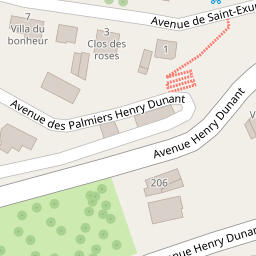 7
Villa du
bonheur
3
Clos des
roses
1
Avenue de Saint-Exu
Avenue des Palmiers Henry Dunant
Avenue Henry Dunant
V
206
Avenue Henry Dunan